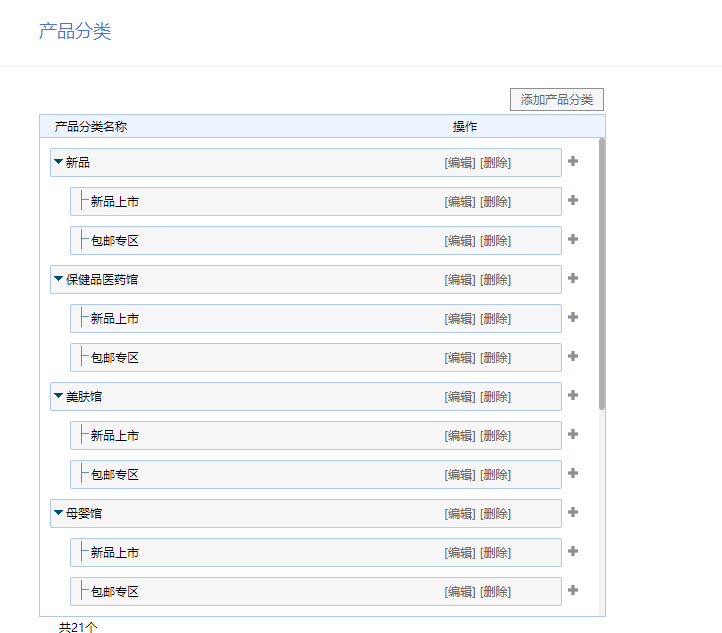 产品分类
添加产品分类
产品分类名称 操作
新品 [编辑] [删除]
新品上市 [编辑] [删除]
包邮专区 [编辑] [删除]
保健品医药馆 [编辑] [删除]
新品上市 [编辑] [删除]
包邮专区 [编辑] [删除]
美肤馆 [编辑] [删除]
新品上市 [编辑] [删除]
包邮专区 [编辑] [删除]
母婴馆 [编辑] [删除]
新品上市 [编辑] [删除]
包邮专区 [编辑] [删除]
共21个